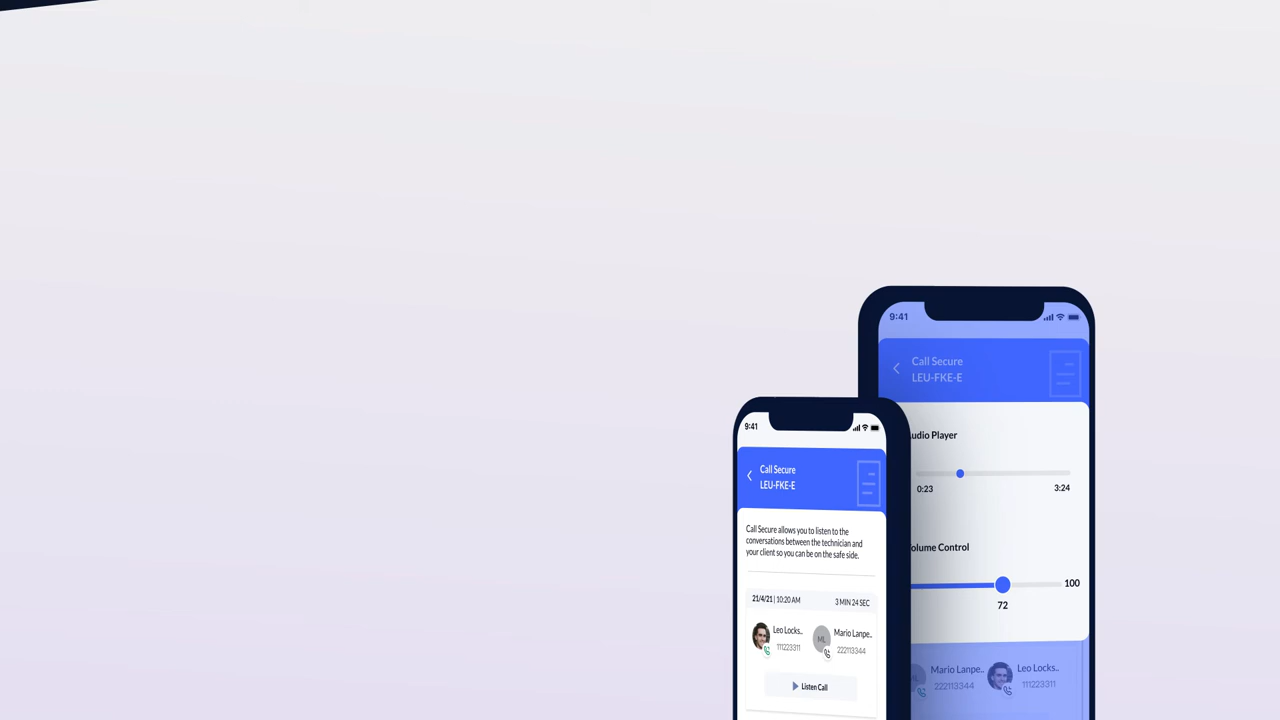 9:41
Call Secure
LEU-FKE-E
Call Secure allows you to listen to the
conversations between the technician and
your client so you can be on the safe side.
21/4/21 | 10:20 AM
3 MIN 24 SEC
Leo Locks..
111223311
ML
Mario Lanpe..
222113344
Listen Call
9:41
Call Secure
LEU-FKE-E
udio Player
0:23
3:24
olume Control
100
72
Mario Lanpe..
222113344
Leo Locks..
111223311